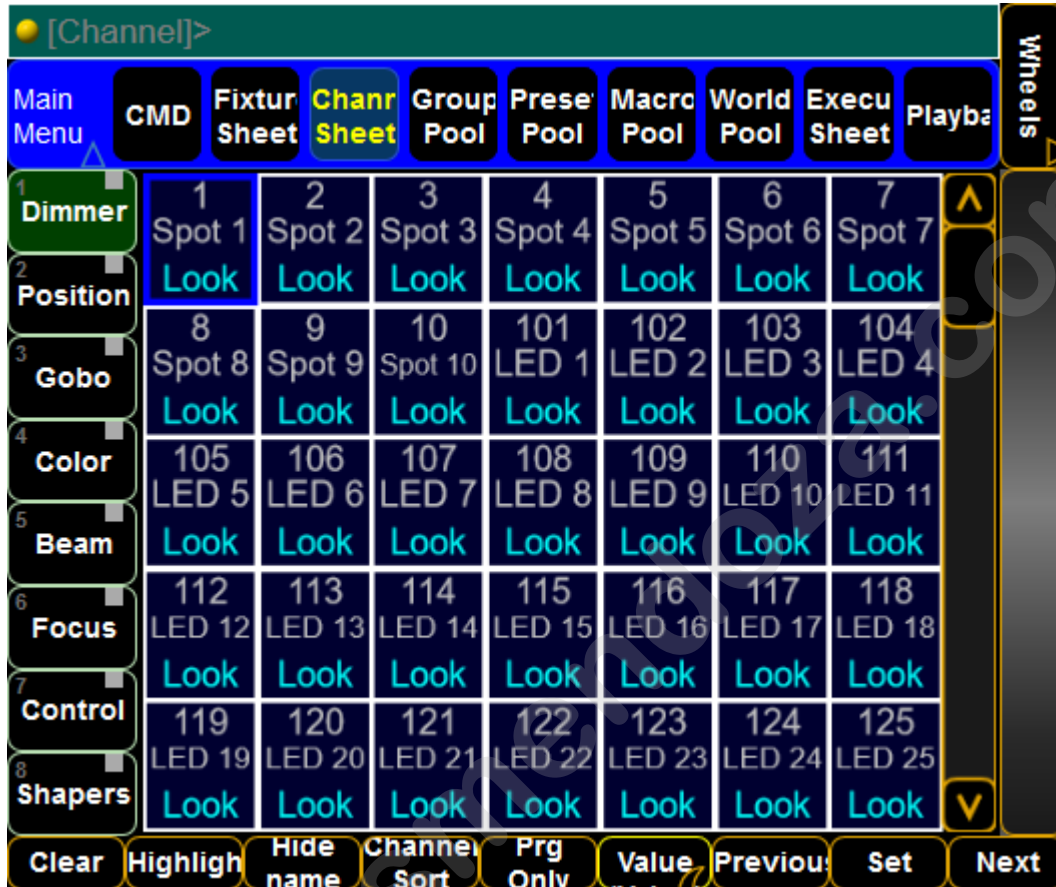 [Channel]>
Wheels
Main
Menu
CMD
Fixtur
Sheet
Chanr
Sheet
Group
Pool
Prese
Pool
Macro
Pool
World
Pool
Execu
Sheet
Playba
1
Dimmer
2
Position
3
Gobo
4
Color
5
Beam
6
Focus
7
Control
8
Shapers
1 2 3 4 5 6 7
Spot 1 Spot 2 Spot 3 Spot 4 Spot 5 Spot 6 Spot 7
Look Look Look Look Look Look Look
8 9 10 101 102 103 104
Spot 8 Spot 9 Spot 10 LED 1 LED 2 LED 3 LED 4
Look Look Look Look Look Look Look
105 106 107 108 109 110 111
LED 5 LED 6 LED 7 LED 8 LED 9 LED 10 LED 11
Look Look Look Look Look Look Look
112 113 114 115 116 117 118
LED 12 LED 13 LED 14 LED 15 LED 16 LED 17 LED 18
Look Look Look Look Look Look Look
119 120 121 122 123 124 125
LED 19 LED 20 LED 21 LED 22 LED 23 LED 24 LED 25
Look Look Look Look Look Look Look
Clear
Highligh
Hide
name
Channel
Sort
Prg
Only
Value
Previous
Set
Next